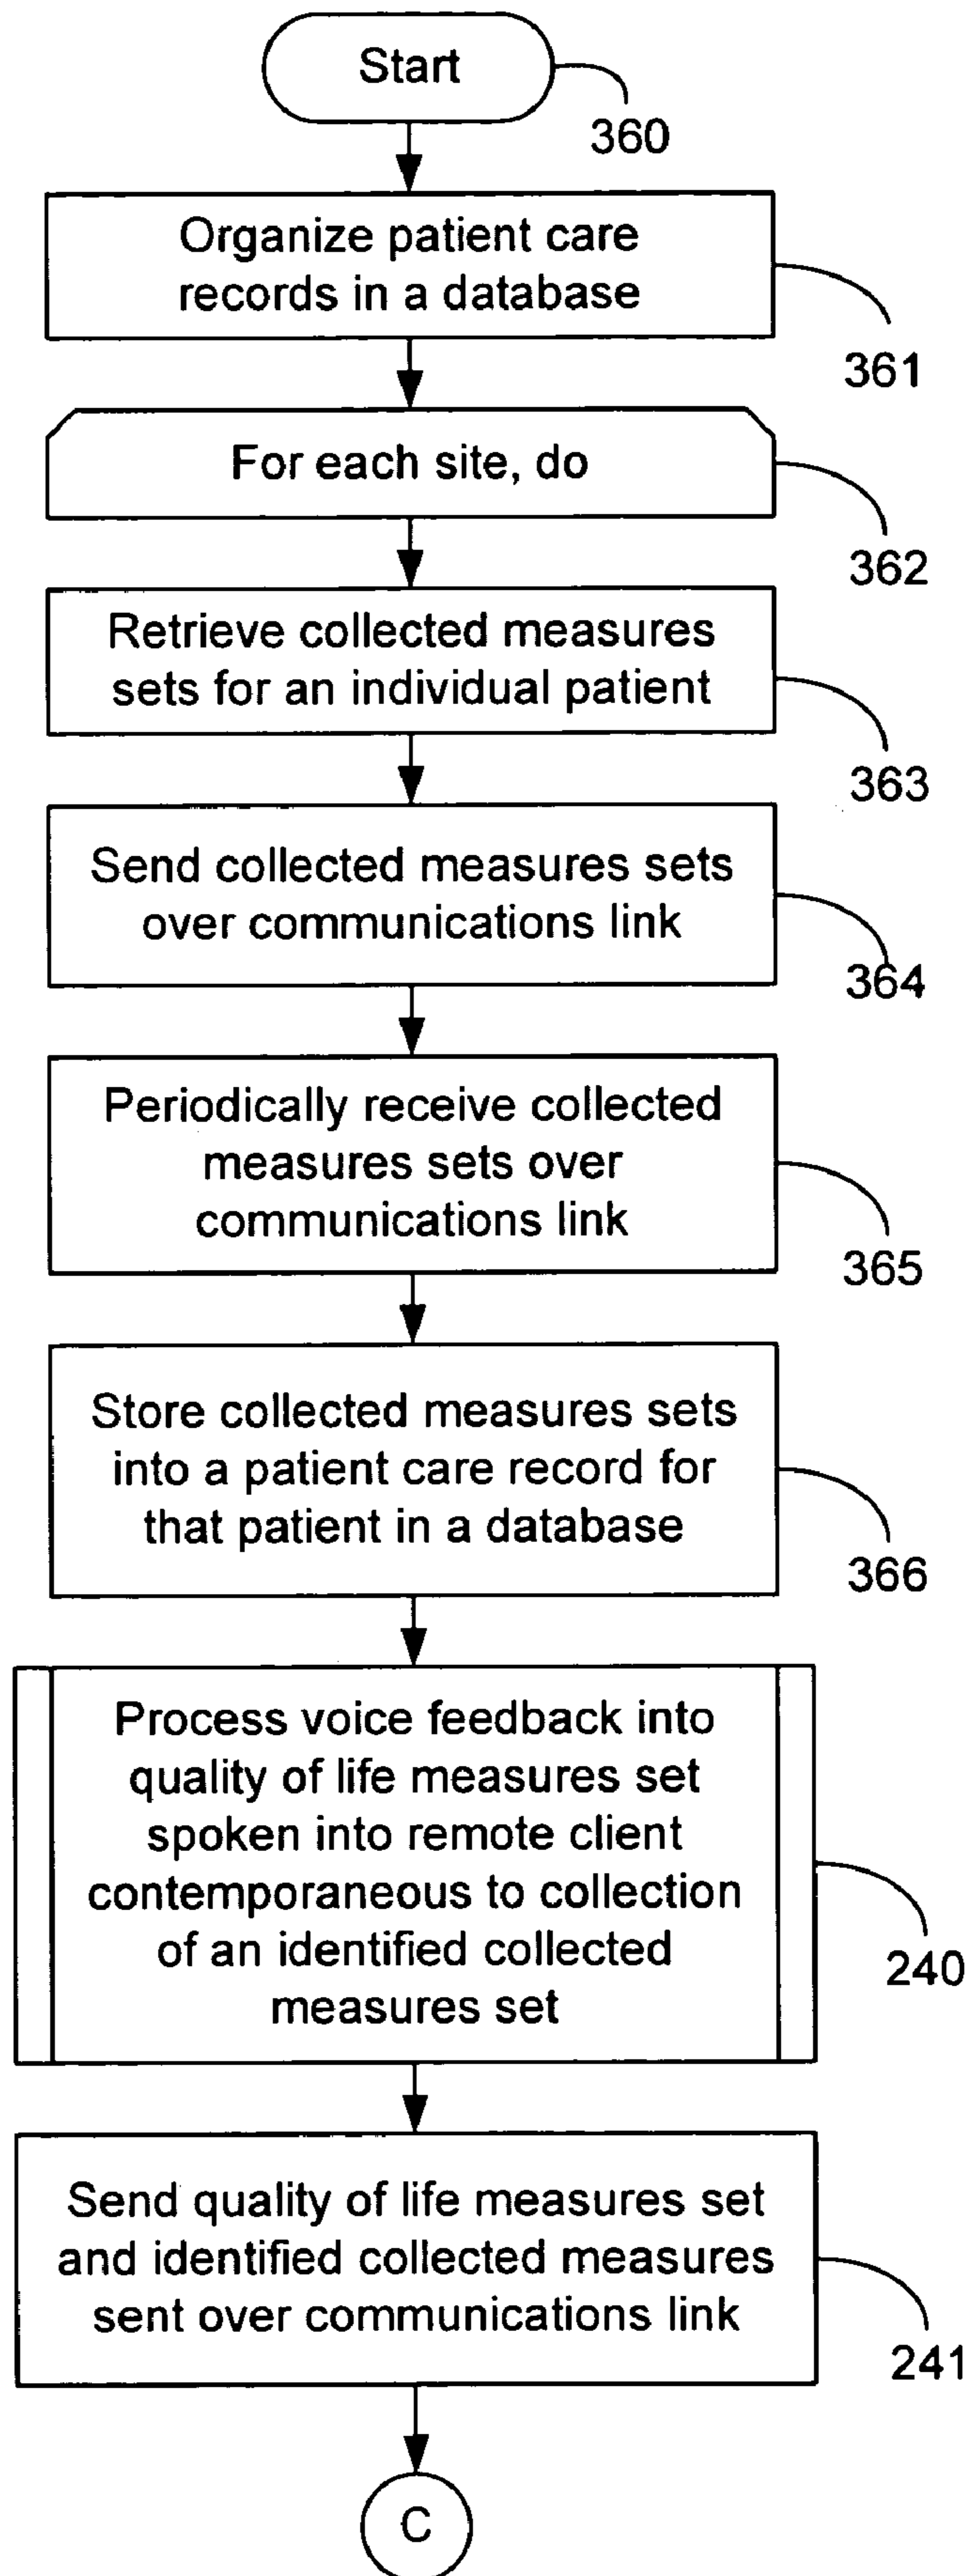 Start
360
Organize patient care
records in a database
361
For each site, do
362
Retrieve collected measures
sets for an individual patient
363
Send collected measures sets
over communications link
364
Periodically receive collected
measures sets over
communications link
365
Store collected measures sets
into a patient care record for
that patient in a database
366
Process voice feedback into
quality of life measures set
spoken into remote client
contemporaneous to collection
of an identified collected
measures set
240
Send quality of life measures set
and identified collected measures
sent over communications link
241
C